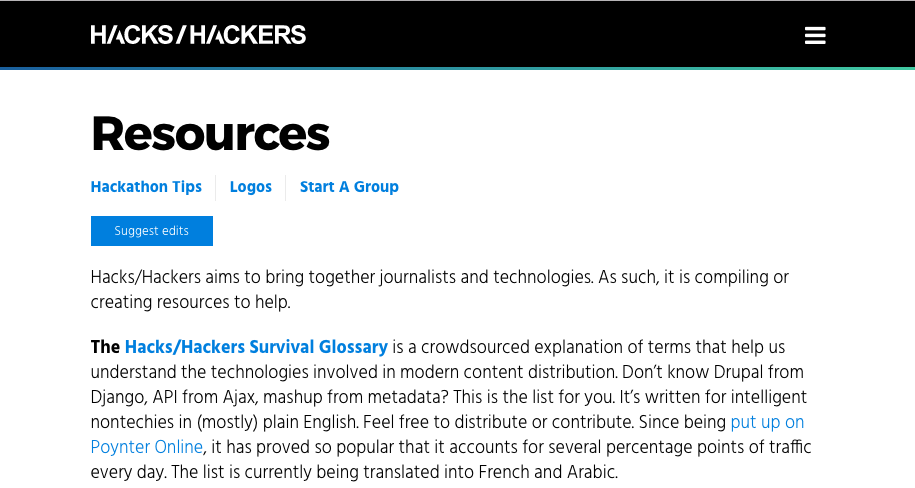 HACKS/HACKERS
Resources
Hackathon Tips
Logos
Start A Group
Suggest edits
Hacks/Hackers aims to bring together journalists and technologies. As such, it is compiling or
creating resources to help.
The Hacks/Hackers Survival Glossary is a crowdsourced explanation of terms that help us
understand the technologies involved in modern content distribution. Don’t know Drupal from
Django, API from Ajax, mashup from metadata? This is the list for you. It’s written for intelligent
nontechies in (mostly) plain English. Feel free to distribute or contribute. Since being put up on
Poynter Online, it has proved so popular that it accounts for several percentage points of traffic
every day. The list is currently being translated into French and Arabic.